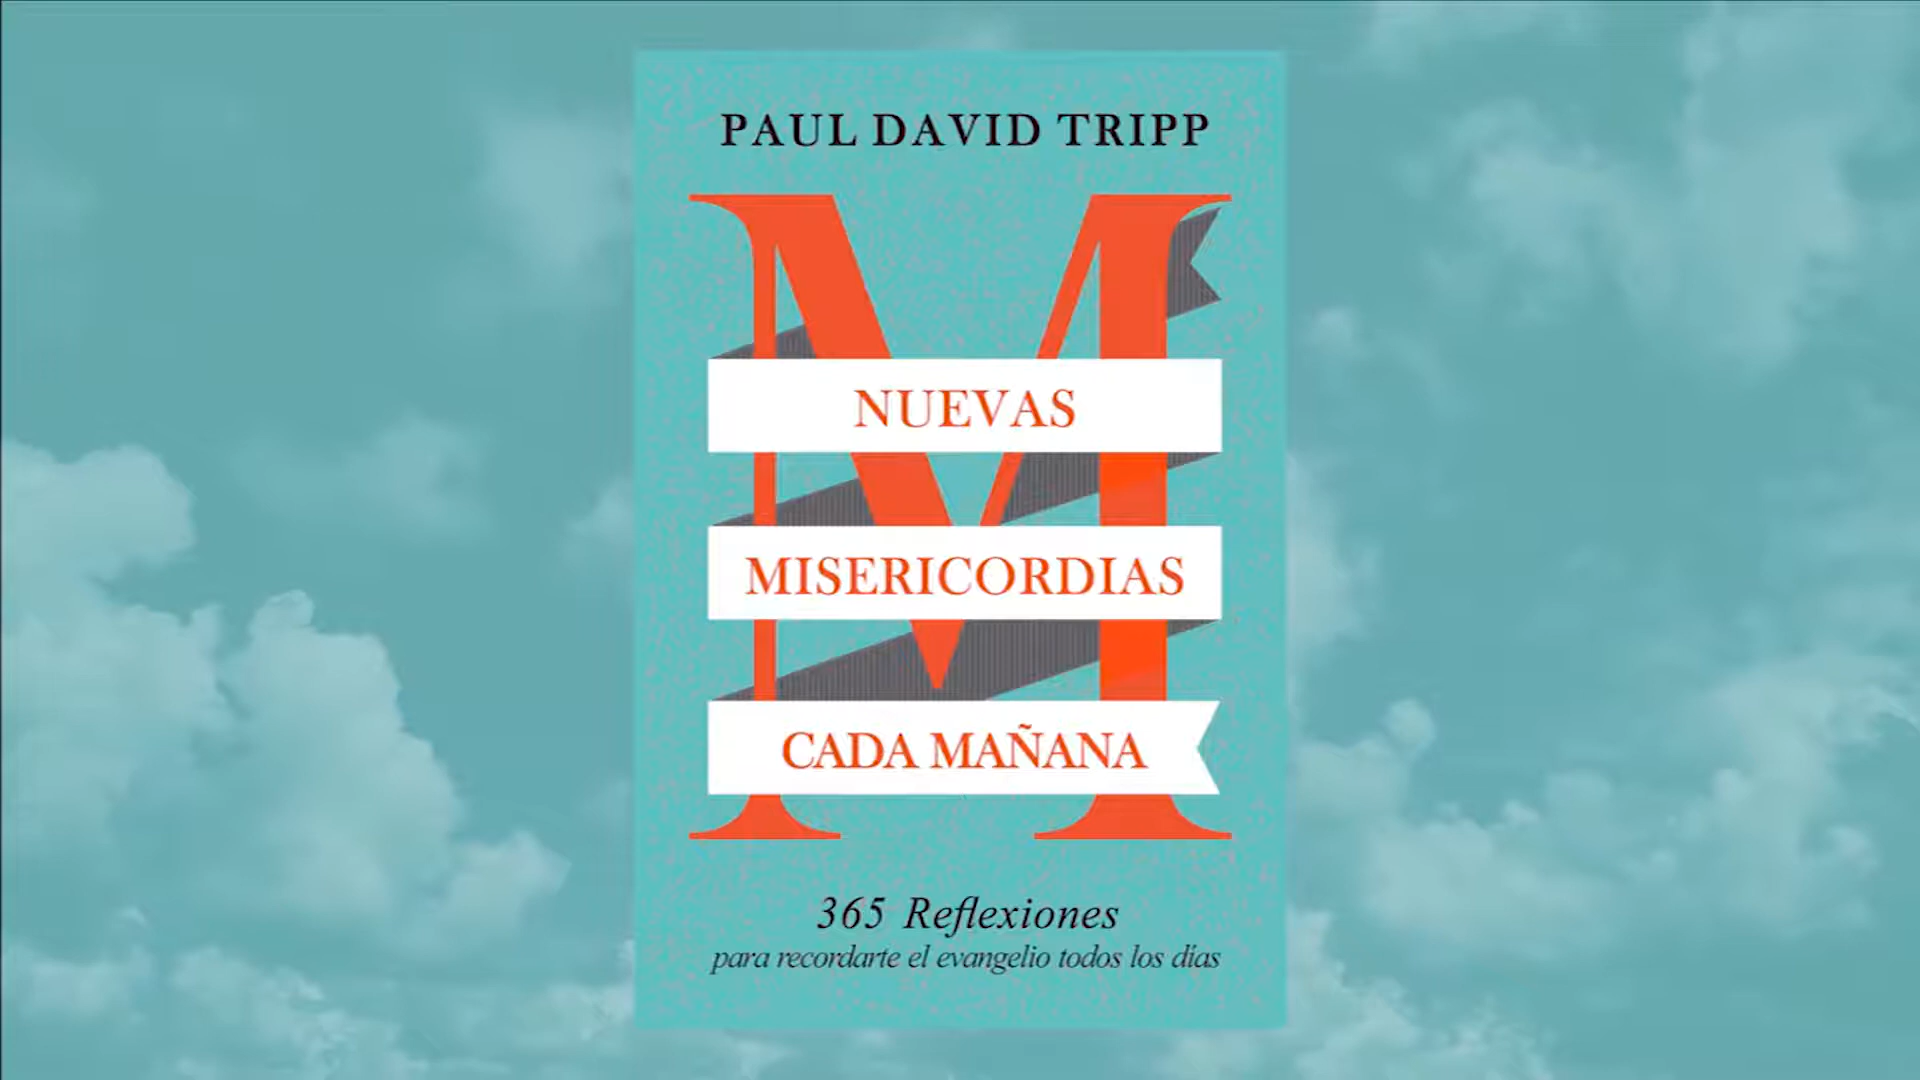 PAUL DAVID TRIPP
NUEVAS
MISERICORDIAS
CADA MAÑANA
365 Reflexiones
para recordarte el evangelio todos los días